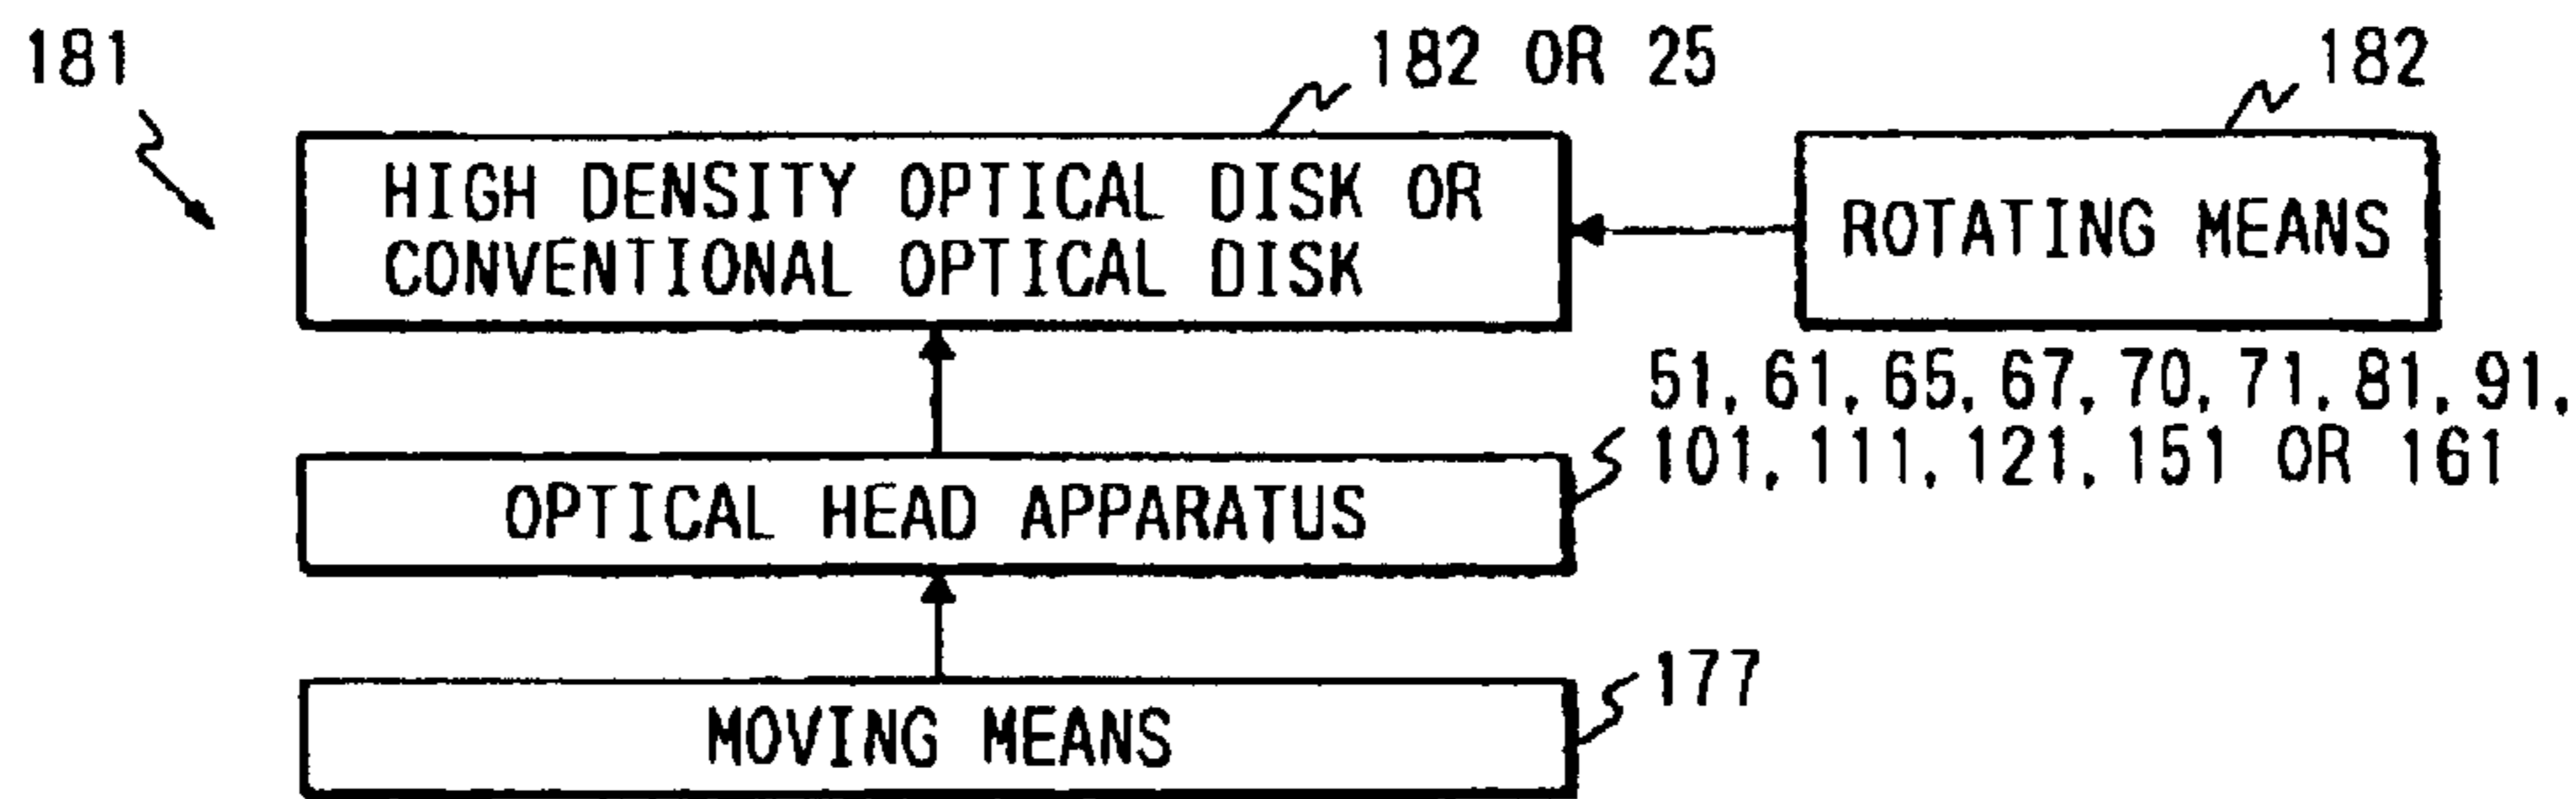 181
182 OR 25
182
HIGH DENSITY OPTICAL DISK OR
CONVENTIONAL OPTICAL DISK
ROTATING MEANS
51, 61, 65, 67, 70, 71, 81, 91,
101, 111, 121, 151 OR 161
OPTICAL HEAD APPARATUS
177
MOVING MEANS